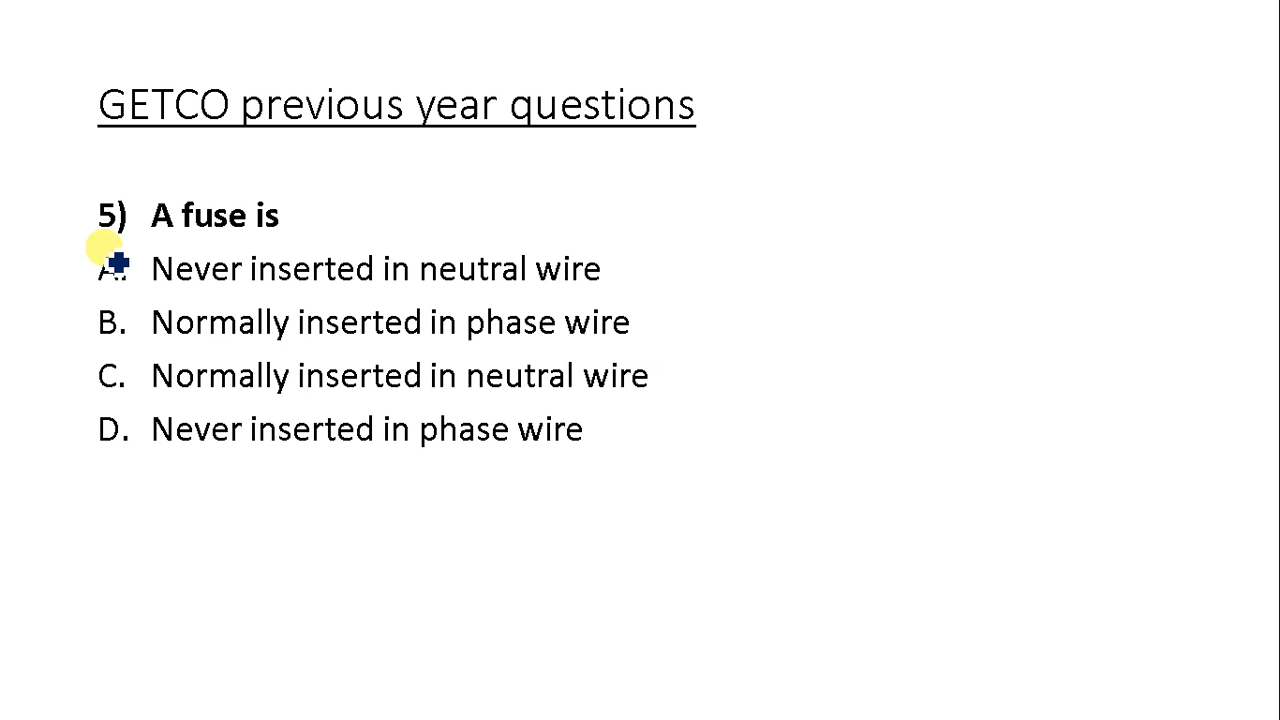 GETCO previous year questions
5) A fuse is
A. Never inserted in neutral wire
B. Normally inserted in phase wire
C. Normally inserted in neutral wire
D. Never inserted in phase wire